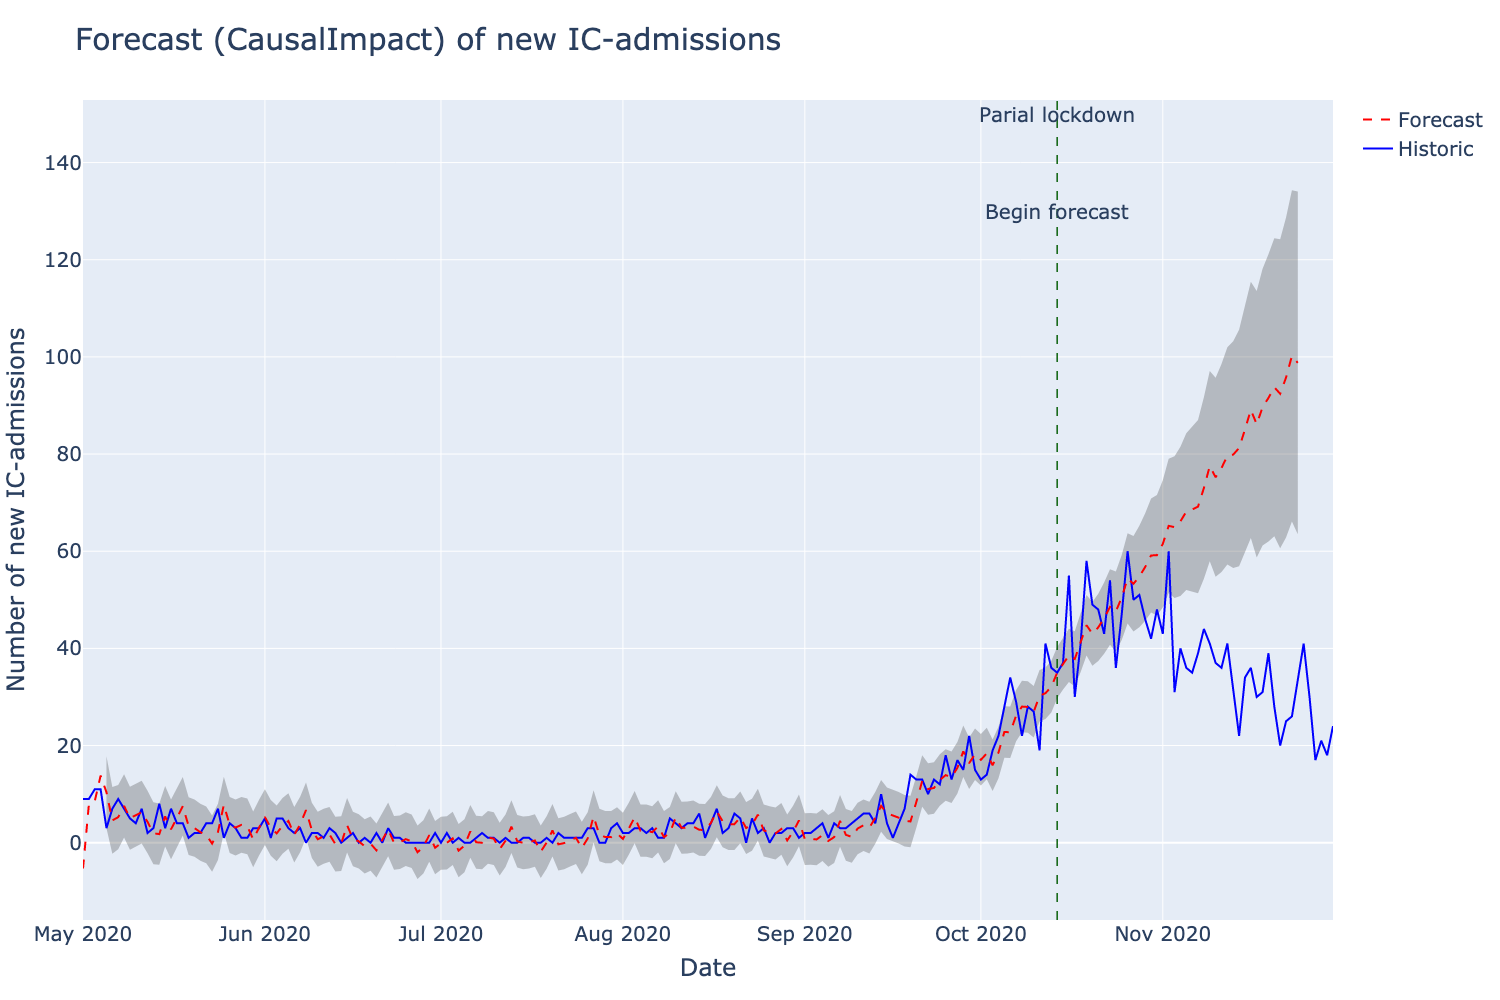 Forecast (CausalImpact) of new IC-admissions
Parial lockdown
Begin forecast
Forecast
Historic
Number of new IC-admissions
140
120
100
80
60
40
20
0
May 2020
Jun 2020
Jul 2020
Aug 2020
Sep 2020
Oct 2020
Nov 2020
Date